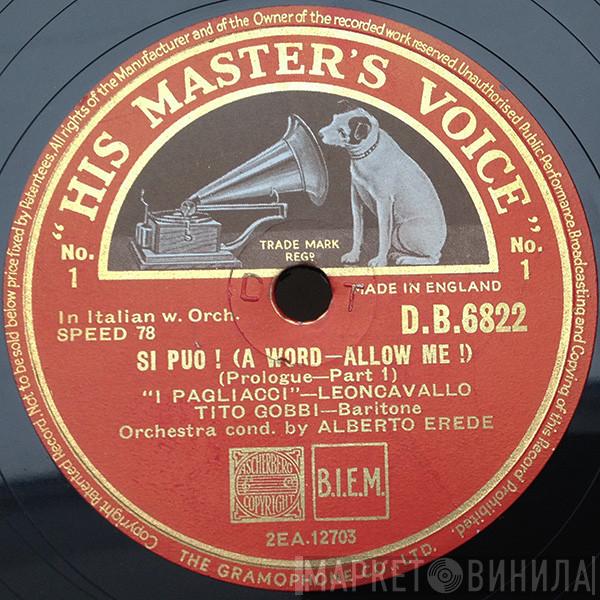 Copyright Patented Record. Not to be sold below price fixed by Patentees. All rights of the Manufacturer and of the Owner of the recorded work reserved. Unauthorised Public Performance, Broadcasting and Copying of this Record Prohibited.
"HIS MASTER'S VOICE"
TRADE MARK
REGD
No. 1
No. 1
D T
MADE IN ENGLAND
In Italian w. Orch.
SPEED 78
D.B.6822
SI PUÒ! (A WORD—ALLOW ME!)
(Prologue—Part 1)
"I PAGLIACCI"—LEONCAVALLO
TITO GOBBI—Baritone
Orchestra cond. by ALBERTO EREDE
ASCHERBERG
COPYRIGHT
B.I.E.M.
2EA.12703
THE GRAMOPHONE CO., LTD.
МАРКЕТОВИНИЛА